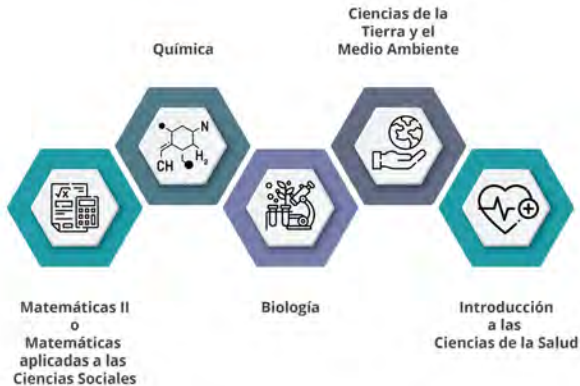 Química
Ciencias de la
Tierra y el
Medio Ambiente
√x
N
CH
H₂
Matemáticas II
o
Matemáticas
aplicadas a las
Ciencias Sociales
Biología
Introducción
a las
Ciencias de la Salud